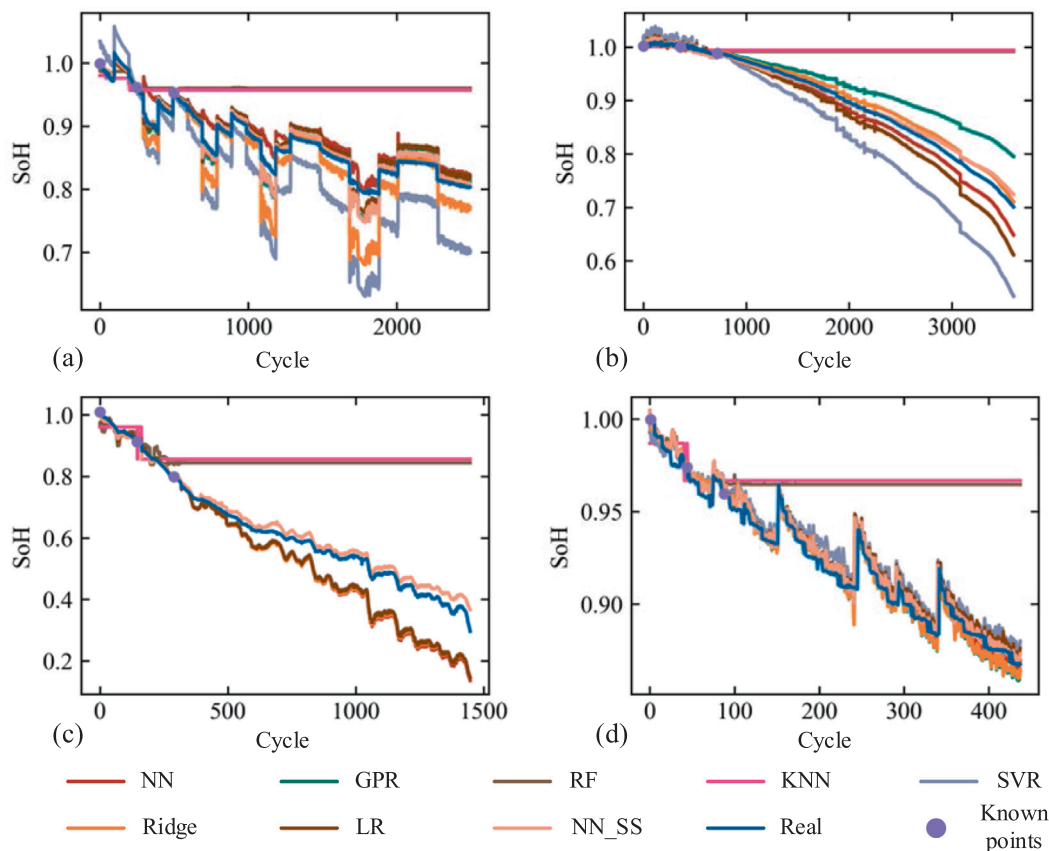 1.0
0.9
0.8
0.7
SoH
0
1000
2000
(a)
Cycle
1.0
0.9
0.8
0.7
0.6
SoH
0
1000
2000
3000
(b)
Cycle
1.0
0.8
0.6
0.4
0.2
SoH
0
500
1000
1500
(c)
Cycle
1.00
0.95
0.90
SoH
0
100
200
300
400
(d)
Cycle
NN
GPR
RF
KNN
SVR
Ridge
LR
NN_SS
Real
Known
points